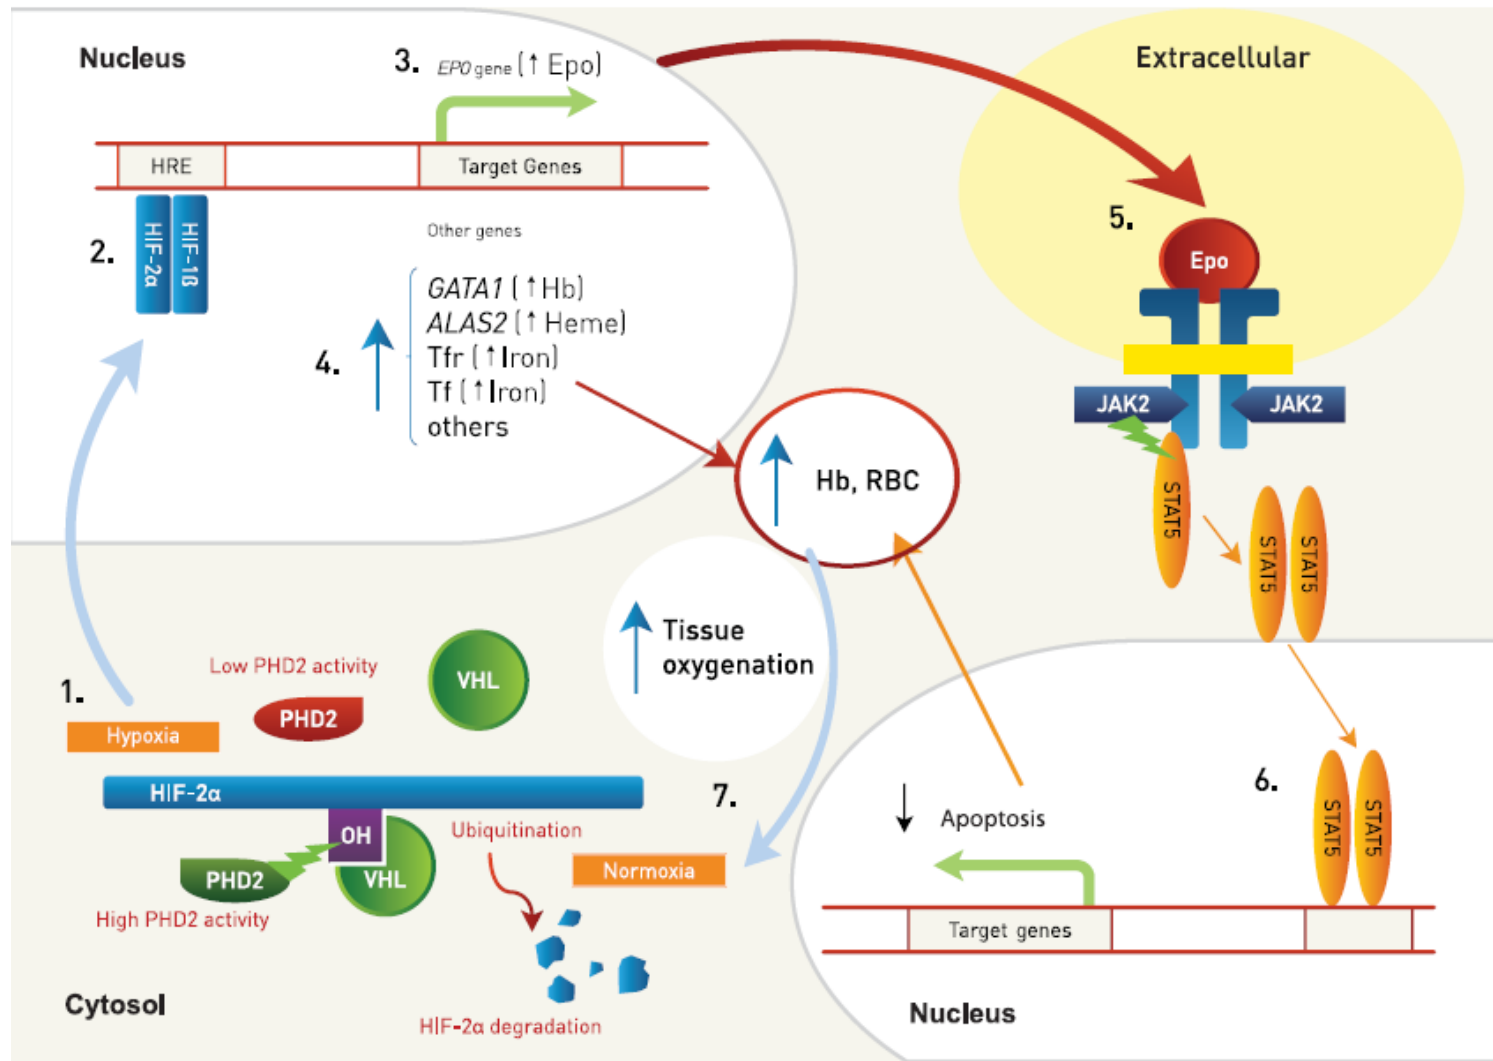 Nucleus
3. EPO gene (↑ Epo)
Extracellular
HRE
Target Genes
2.
HIF-2α
HIF-1ß
Other genes
4.
GATA1 (↑Hb)
ALAS2 (↑Heme)
Tfr (↑Iron)
Tf (↑Iron)
others
5.
Epo
JAK2
JAK2
STAT5
STAT5
STAT5
Hb, RBC
Tissue
oxygenation
1.
Low PHD2 activity
VHL
PHD2
Hypoxia
HIF-2α
OH
Ubiquitination
PHD2
VHL
High PHD2 activity
7.
Normoxia
HIF-2α degradation
Cytosol
6.
Apoptosis
STAT5
STAT5
Target genes
Nucleus